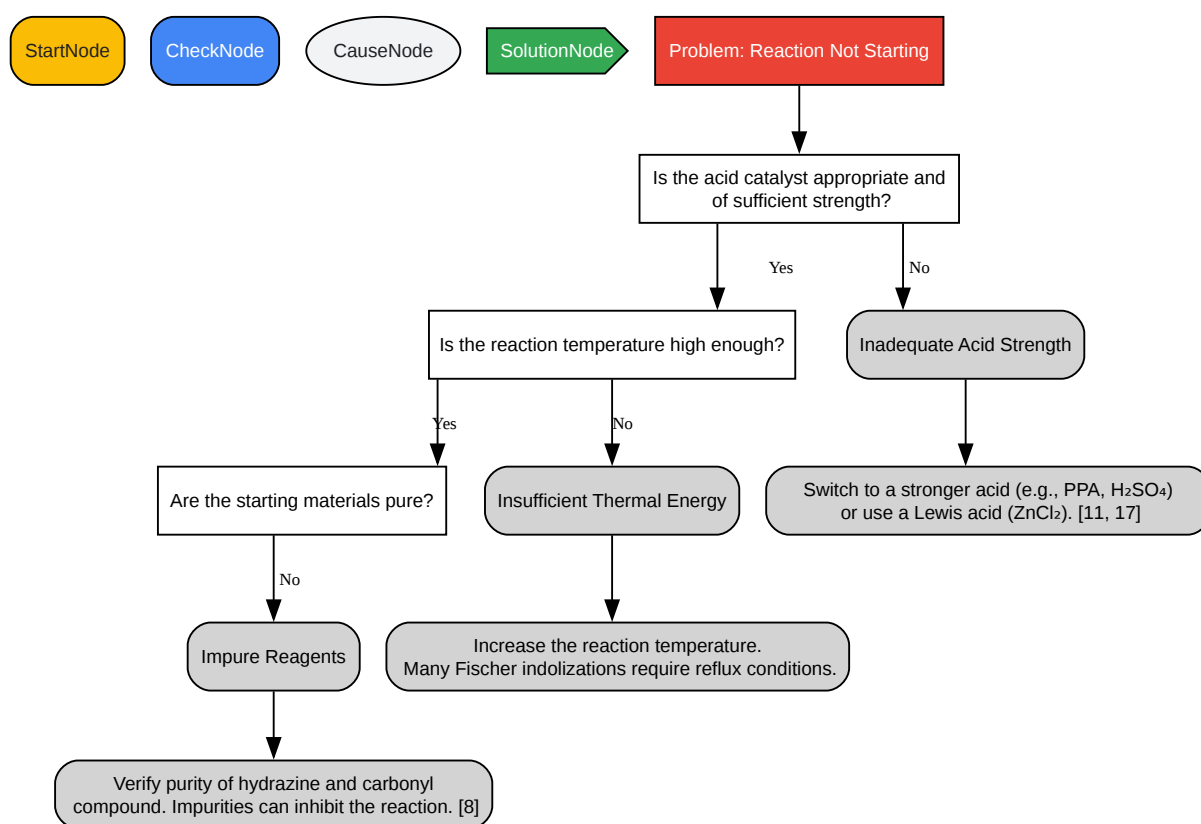 StartNode
CheckNode
CauseNode
SolutionNode
Problem: Reaction Not Starting
Is the acid catalyst appropriate and
of sufficient strength?
Yes
No
Is the reaction temperature high enough?
Inadequate Acid Strength
Yes
No
Are the starting materials pure?
Insufficient Thermal Energy
Switch to a stronger acid (e.g., PPA, H₂SO₄)
or use a Lewis acid (ZnCl₂). [11, 17]
No
Impure Reagents
Increase the reaction temperature.
Many Fischer indolizations require reflux conditions.
Verify purity of hydrazine and carbonyl
compound. Impurities can inhibit the reaction. [8]